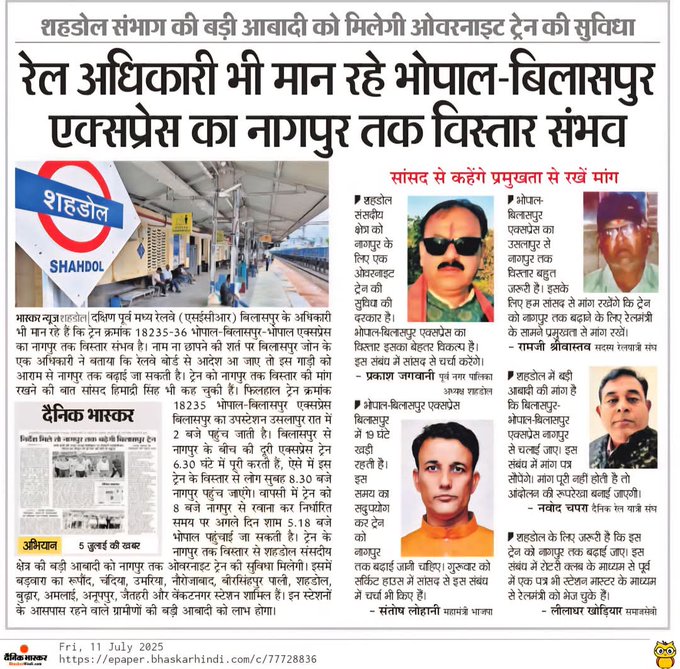 शहडोल संभाग की बड़ी आबादी को मिलेगी ओवरनाइट ट्रेन की सुविधा
रेल अधिकारी भी मान रहे भोपाल-बिलासपुर
एक्सप्रेस का नागपुर तक विस्तार संभव
शहडोल
SHAHDOL
भास्कर न्यूज शहडोल| दक्षिण पूर्व मध्य रेलवे (एसईसीआर) बिलासपुर के अधिकारी
भी मान रहे हैं कि ट्रेन क्रमांक 18235-36 भोपाल-बिलासपुर-भोपाल एक्सप्रेस
का नागपुर तक विस्तार संभव है। नाम ना छापने की शर्त पर बिलासपुर जोन के
एक अधिकारी ने बताया कि रेलवे बोर्ड से आदेश आ जाए तो इस गाड़ी को
आराम से नागपुर तक बढ़ाई जा सकती है। ट्रेन को नागपुर तक विस्तार की मांग
रखने की बात सांसद हिमाद्री सिंह भी कह चुकी हैं। फिलहाल ट्रेन क्रमांक
18235 भोपाल-बिलासपुर एक्सप्रेस
बिलासपुर का उपस्टेशन उसलापुर रात में
2 बजे पहुंच जाती है। बिलासपुर से
नागपुर के बीच की दूरी एक्सप्रेस ट्रेन
6.30 घंटे में पूरी करती हैं, ऐसे में इस
ट्रेन के विस्तार से लोग सुबह 8.30 बजे
नागपुर पहुंच जाएंगे। वापसी में ट्रेन को
8 बजे नागपुर से रवाना कर निर्धारित
समय पर अगले दिन शाम 5.18 बजे
भोपाल पहुंचाई जा सकती है। ट्रेन के
नागपुर तक विस्तार से शहडोल संसदीय
क्षेत्र की बड़ी आबादी को नागपुर तक ओवरनाइट ट्रेन की सुविधा मिलेगी। इसमें
बड़वारा का रूपौंद, चंदिया, उमरिया, नौरोजाबाद, बीरसिंहपुर पाली, शहडोल,
बुढ़ार, अमलाई, अनूपपुर, जैतहरी और वेंकटनगर स्टेशन शामिल हैं। इन स्टेशनों
के आसपास रहने वाले ग्रामीणों की बड़ी आबादी को लाभ होगा।
दैनिक भास्कर
निर्देश मिले तो नागपुर तक बढ़ेगी बिलासपुर ट्रेन
अभियान
5 जुलाई की खबर
सांसद से कहेंगे प्रमुखता से रखें मांग
शहडोल
संसदीय
क्षेत्र को
नागपुर के
लिए एक
ओवरनाइट
ट्रेन की
सुविधा की
दरकार है।
भोपाल-बिलासपुर एक्सप्रेस का
विस्तार इसका बेहतर विकल्प है।
इस संबंध में सांसद से चर्चा करेंगे।
- प्रकाश जगवानी पूर्व नगर पालिका
अध्यक्ष शहडोल
भोपाल-बिलासपुर एक्सप्रेस
बिलासपुर
में 19 घंटे
खड़ी
रहती है।
इस
समय का
सदुपयोग
कर ट्रेन
को
नागपुर
तक बढ़ाई जानी चाहिए। गुरूवार को
सर्किट हाउस में सांसद से इस संबंध
में चर्चा भी किए हैं।
- संतोष लोहानी महामंत्री भाजपा
भोपाल-
बिलासपुर
एक्सप्रेस का
उसलापुर से
नागपुर तक
विस्तार बहुत
जरूरी है। इसके
लिए हम सांसद से मांग रखेंगे कि ट्रेन
को नागपुर तक बढ़ाने के लिए रेलमंत्री
के सामने प्रमुखता से मांग रखें।
- रामजी श्रीवास्तव सदस्य रेलयात्री संघ
शहडोल में बड़ी
आबादी की मांग है
कि बिलासपुर-
भोपाल-बिलासपुर
एक्सप्रेस नागपुर
से चलाई जाए। इस
संबंध में मांग पत्र
सौंपेंगे। मांग पूरी नहीं होती है तो
आंदोलन की रूपरेखा बनाई जाएगी।
- नवोद चपरा दैनिक रेल यात्री संघ
शहडोल के लिए जरूरी है कि इस
ट्रेन को नागपुर तक बढ़ाई जाए। इस
संबंध में रोटरी क्लब के माध्यम से पूर्व
में एक पत्र भी स्टेशन मास्टर के माध्यम
से रेलमंत्री को भेज चुके हैं।
- लीलाधर खोड़ियार समाजसेवी
दैनिक भास्कर
BhaskarHindi.com
Fri, 11 July 2025
https://epaper.bhaskarhindi.com/c/77728836